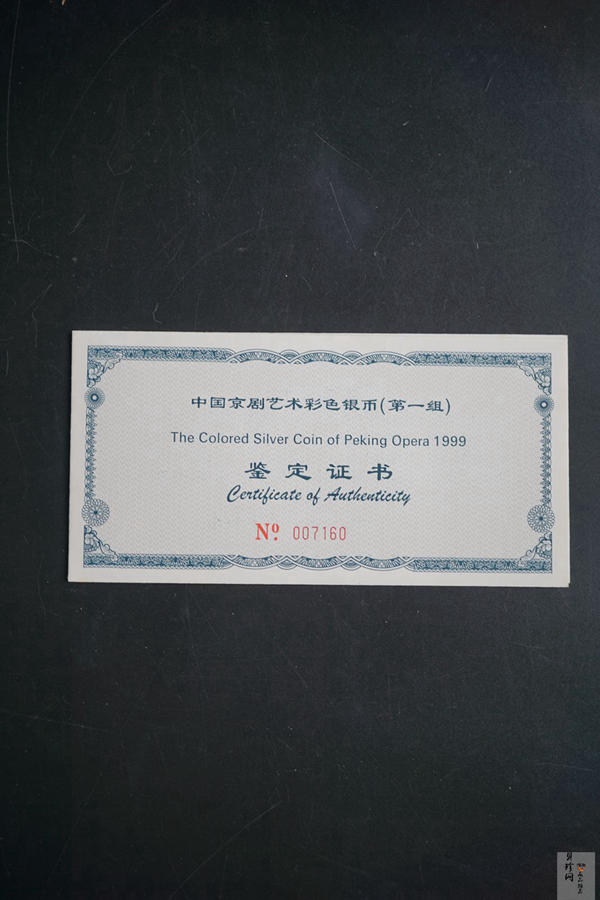 中国京剧艺术彩色银币(第一组)
The Colored Silver Coin of Peking Opera 1999
鉴定证书
Certificate of Authenticity
Nº. 007160